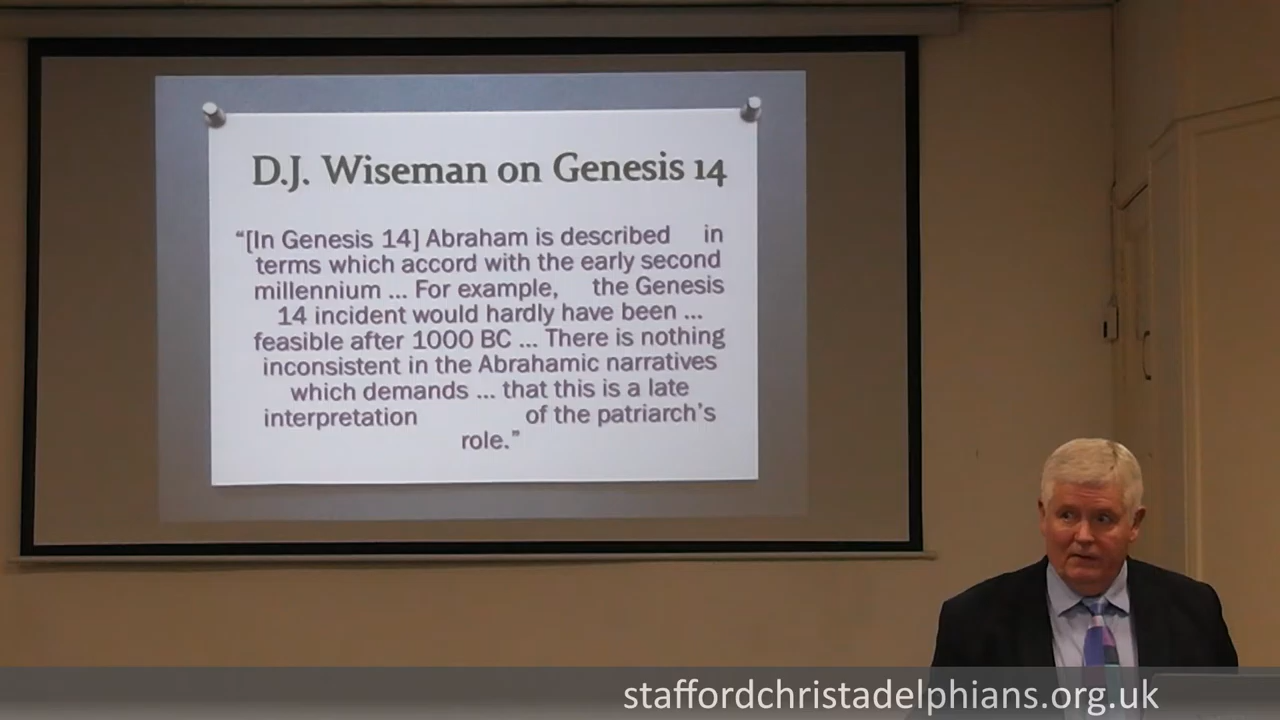 D.J. Wiseman on Genesis 14
“[In Genesis 14] Abraham is described in
terms which accord with the early second
millennium ... For example, the Genesis
14 incident would hardly have been ...
feasible after 1000 BC ... There is nothing
inconsistent in the Abrahamic narratives
which demands ... that this is a late
interpretation of the patriarch’s
role.”
staffordchristadelphians.org.uk